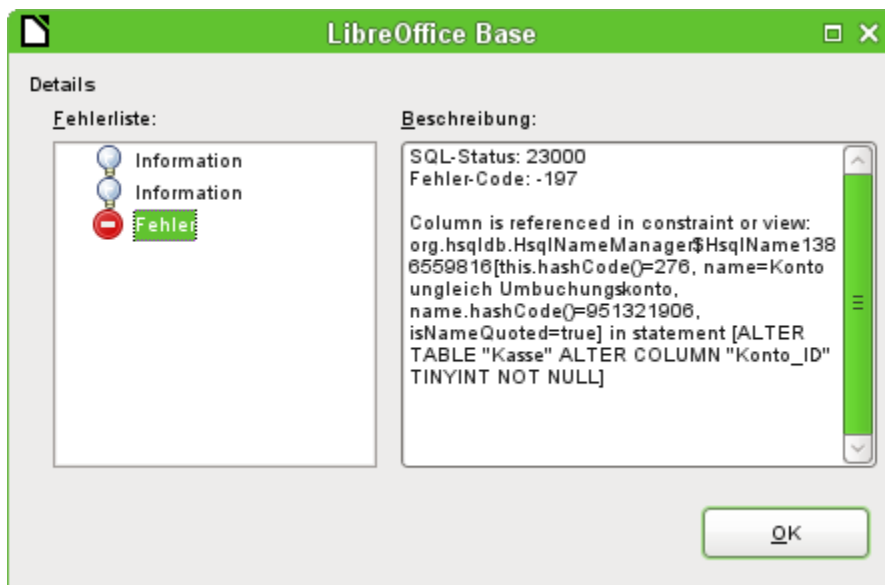 LibreOffice Base
Details
Fehlerliste:
Beschreibung:
Information
Information
Fehler
SQL-Status: 23000
Fehler-Code: -197
Column is referenced in constraint or view:
org.hsqldb.HsqlNameManager$HsqlName138
6559816[this.hashCode()=276, name=Konto
ungleich Umbuchungskonto,
name.hashCode()=951321906,
isNameQuoted=true] in statement [ALTER
TABLE "Kasse" ALTER COLUMN "Konto_ID"
TINYINT NOT NULL]
OK